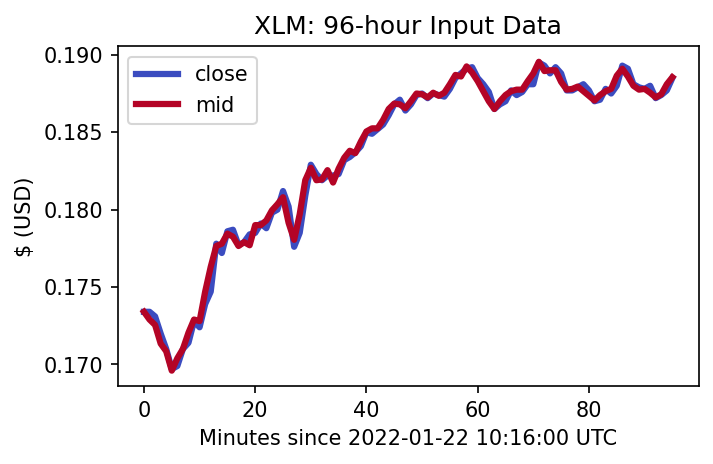 XLM: 96-hour Input Data
close
mid
$ (USD)
0.190
0.185
0.180
0.175
0.170
0 20 40 60 80
Minutes since 2022-01-22 10:16:00 UTC